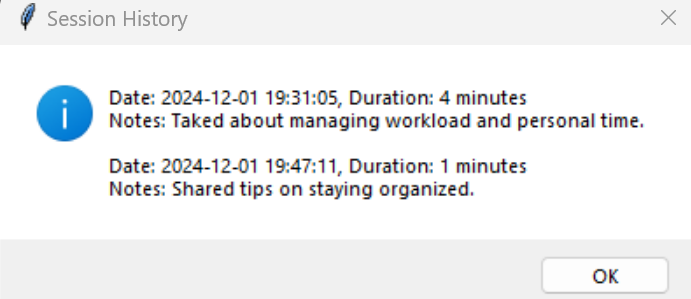 Session History
Date: 2024-12-01 19:31:05, Duration: 4 minutes
Notes: Taked about managing workload and personal time.
Date: 2024-12-01 19:47:11, Duration: 1 minutes
Notes: Shared tips on staying organized.
OK